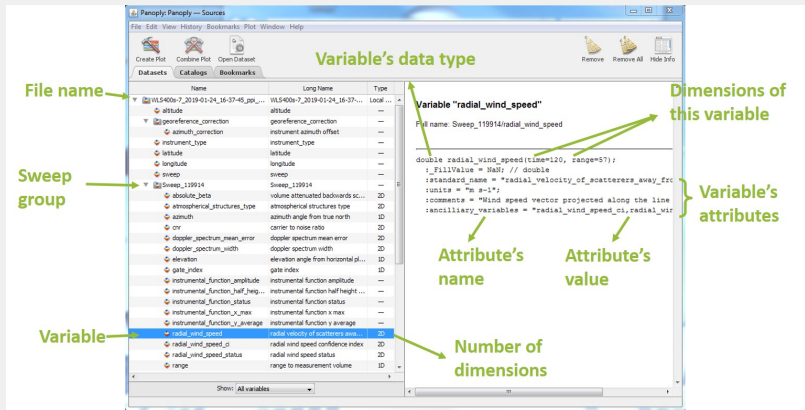 Panoply: Panoply — Sources
File Edit View History Bookmarks Plot Window Help
Create Plot Combine Plot Open Dataset
Remove Remove All Hide Info
Variable's data type
Datasets Catalogs Bookmarks
Name Long Name Type
File name
WLS400s-7_2019-01-24_16-37-45_ppi_... WLS400s-7_2019-01-24_16-37-... Local ...
altitude altitude —
georeference_correction georeference_correction —
azimuth_correction instrument azimuth offset —
instrument_type instrument_type —
latitude latitude —
longitude longitude —
sweep sweep —
Sweep group
Sweep_119914 Sweep_119914 —
absolute_beta volume attenuated backwards sc... 2D
atmospherical_structures_type atmospherical structures type 2D
azimuth azimuth angle from true north 1D
cnr carrier to noise ratio 2D
doppler_spectrum_mean_error doppler spectrum mean error 2D
doppler_spectrum_width doppler spectrum width 2D
elevation elevation angle from horizontal pl... 1D
gate_index gate index 1D
instrumental_function_amplitude instrumental function amplitude —
instrumental_function_half_heig... instrumental function half height ... —
instrumental_function_status instrumental function status —
instrumental_function_x_max instrumental function x max —
instrumental_function_y_average instrumental function y average —
Variable
radial_wind_speed radial velocity of scatterers awa... 2D
radial_wind_speed_ci radial wind speed confidence index 2D
radial_wind_speed_status radial wind speed status 2D
range range to measurement volume 1D
Show: All variables
Variable "radial_wind_speed"
Full name: Sweep_119914/radial_wind_speed
Dimensions of
this variable
double radial_wind_speed(time=120, range=57);
:_FillValue = NaN; // double
:standard_name = "radial_velocity_of_scatterers_away_fro
:units = "m s-1";
:comments = "Wind speed vector projected along the line
:ancilliary_variables = "radial_wind_speed_ci,radial_win
Variable's
attributes
Attribute's
name
Attribute's
value
Number of
dimensions